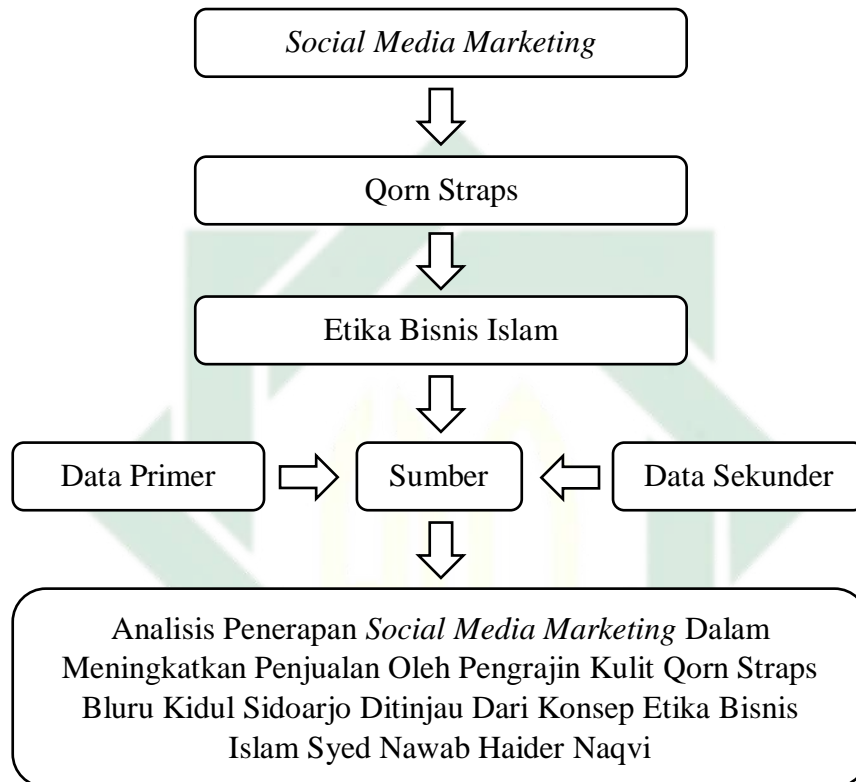 Social Media Marketing
Qorn Straps
Etika Bisnis Islam
Data Primer
Sumber
Data Sekunder
Analisis Penerapan Social Media Marketing Dalam
Meningkatkan Penjualan Oleh Pengrajin Kulit Qorn Straps
Bluru Kidul Sidoarjo Ditinjau Dari Konsep Etika Bisnis
Islam Syed Nawab Haider Naqvi